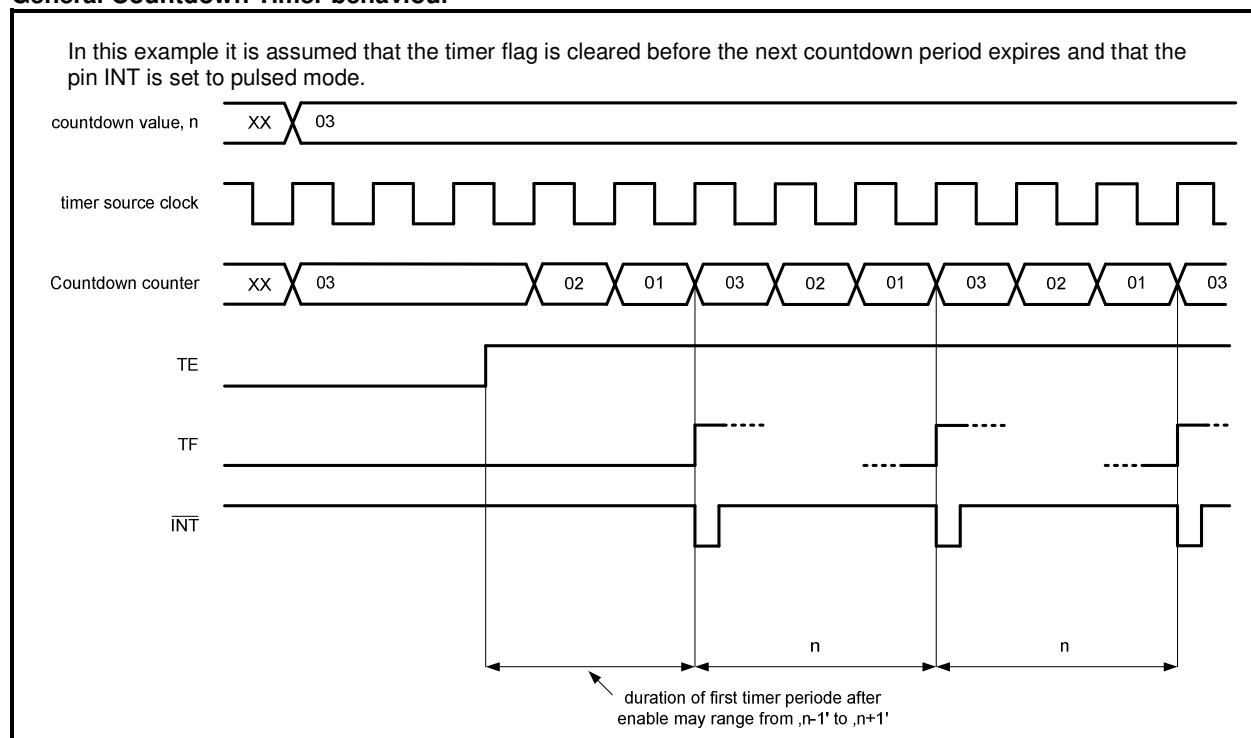 General Countdown Timer behaviour
In this example it is assumed that the timer flag is cleared before the next countdown period expires and that the
pin INT is set to pulsed mode.
countdown value, n XX 03
timer source clock
Countdown counter XX 03 02 01 03 02 01 03 02 01 03
TE
TF
INT
n n
duration of first timer periode after
enable may range from ‚n-1' to ‚n+1'